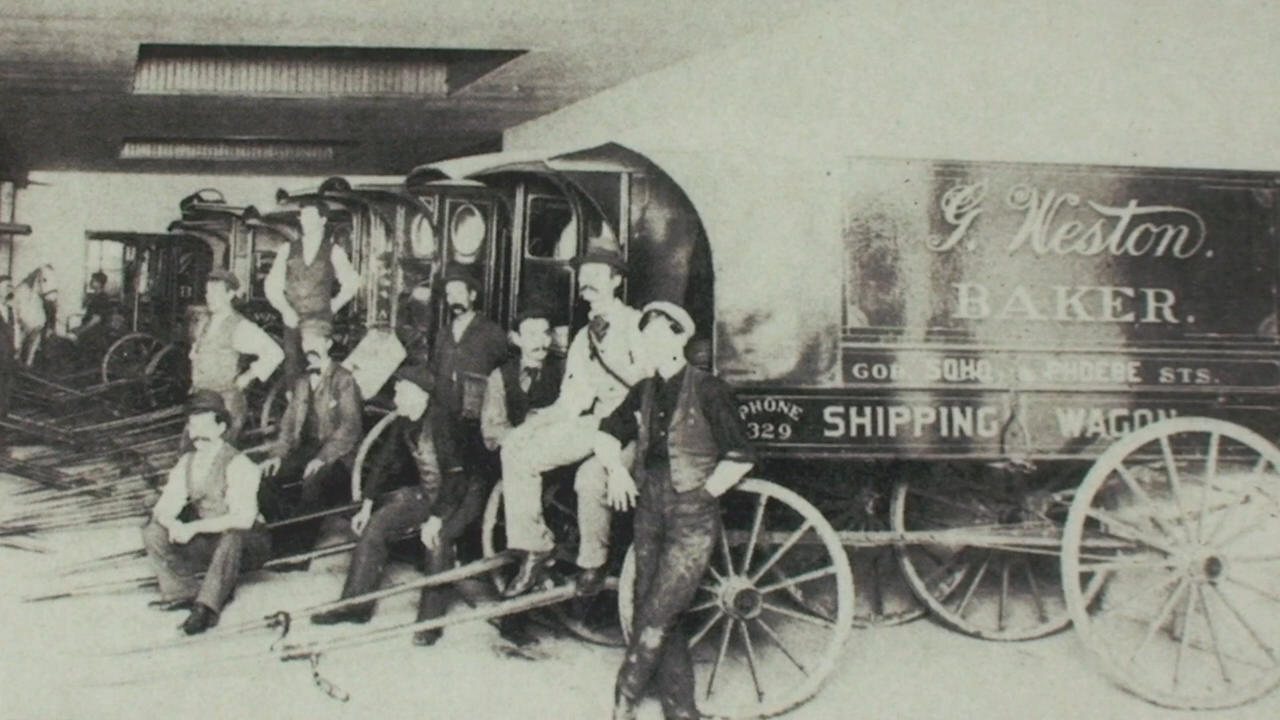 G. Weston.
BAKER.
COR. SOHO, & PHOEBE STS.
PHONE
329
SHIPPING WAGON